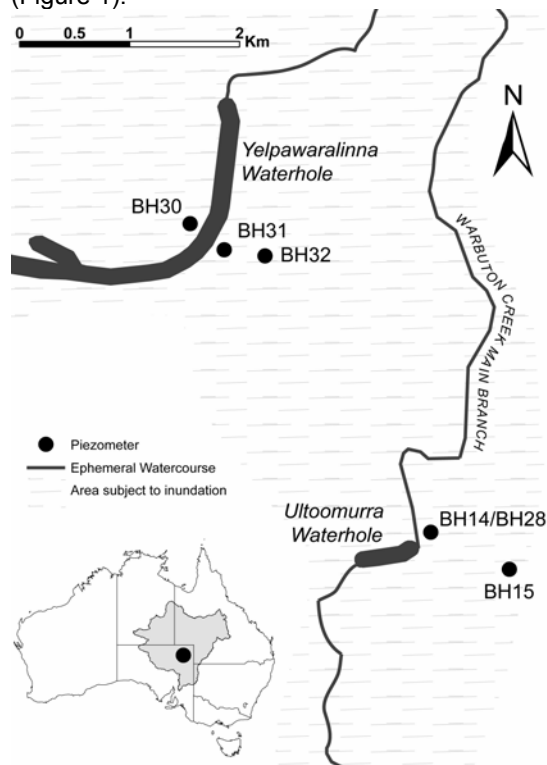 (Figure 1).
0 0.5 1 2
Km
N
Yelpawaralinna
Waterhole
BH30
BH31
BH32
WARBUTON CREEK MAIN BRANCH
Piezometer
Ephemeral Watercourse
Area subject to inundation
Ultoomurra
Waterhole
BH14/BH28
BH15